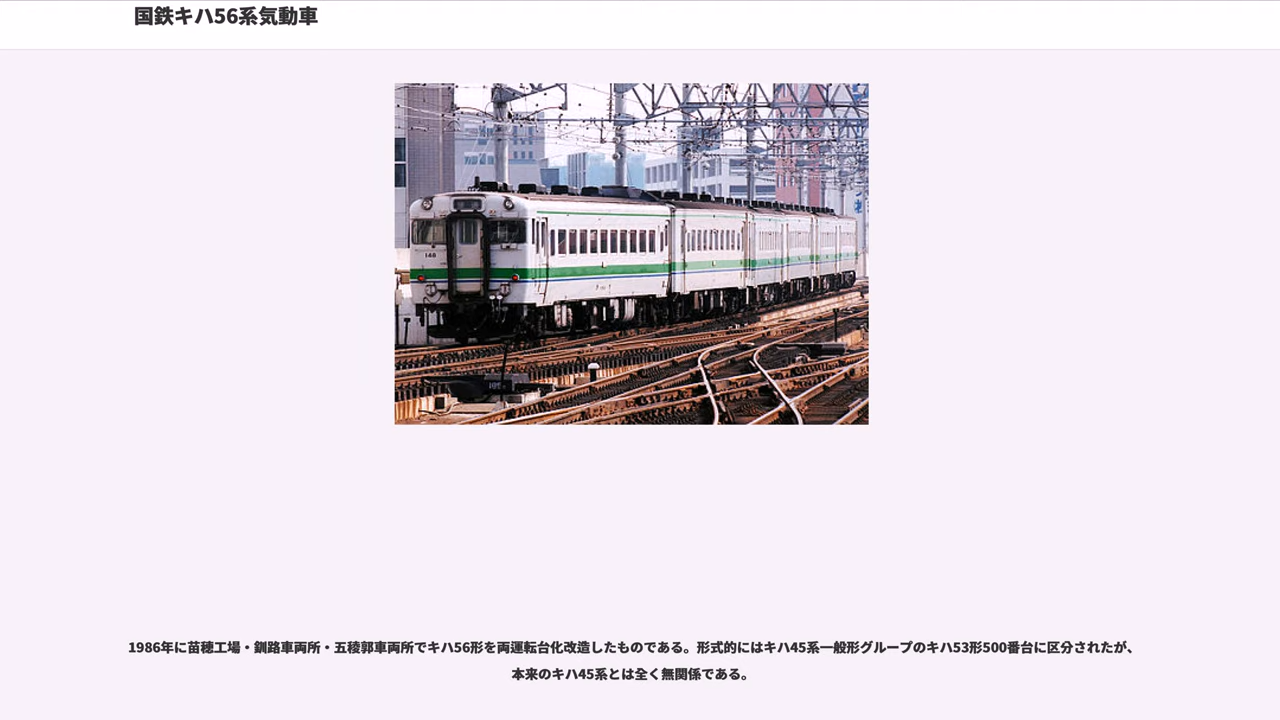 国鉄キハ56系気動車
148
1986年に苗穂工場・釧路車両所・五稜郭車両所でキハ56形を両運転台化改造したものである。形式的にはキハ45系一般形グループのキハ53形500番台に区分されたが、
本来のキハ45系とは全く無関係である。